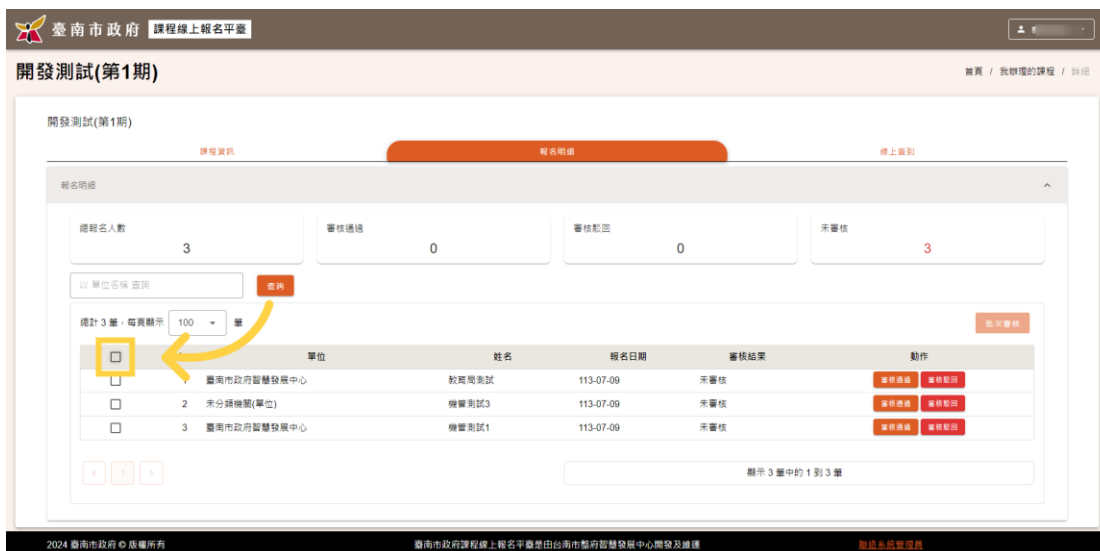 臺南市政府 課程線上報名平臺
開發測試(第1期)
首頁 / 我辦理的課程 / 詳細
開發測試(第1期)
課程資訊 報名明細 線上簽到
報名明細
總報名人數 審核通過 審核駁回 未審核
3 0 0 3
以 單位名稱 查詢 查詢
總計 3 筆，每頁顯示 100 筆 批次審核
單位 姓名 報名日期 審核結果 動作
1 臺南市政府智慧發展中心 教育局測試 113-07-09 未審核 審核通過 審核駁回
2 未分類機關(單位) 機管測試3 113-07-09 未審核 審核通過 審核駁回
3 臺南市政府智慧發展中心 機管測試1 113-07-09 未審核 審核通過 審核駁回
< 1 > 顯示 3 筆中的 1 到 3 筆
2024 臺南市政府 © 版權所有 臺南市政府課程線上報名平臺是由台南市政府智慧發展中心開發及維運 聯絡系統管理員